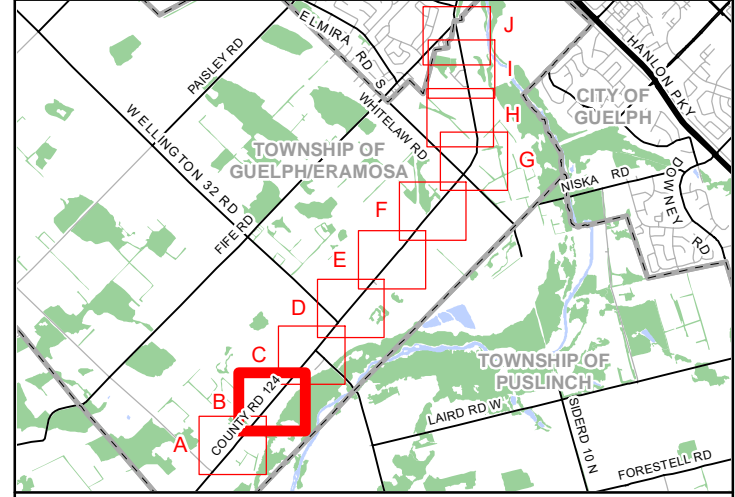 J
ELMIRA RD S
PAISLEY RD
HANLON PKY
I
CITY OF
GUELPH
WHITELAW RD
H
WELLINGTON 32 RD
TOWNSHIP OF
GUELPH/ERAMOSA
G
NISKA RD
DOWNEY RD
F
FIFE RD
E
D
C
TOWNSHIP OF
PUSLINCH
B
COUNTY RD 124
LAIRD RD W
SIDERD 10 N
A
FORESTELL RD